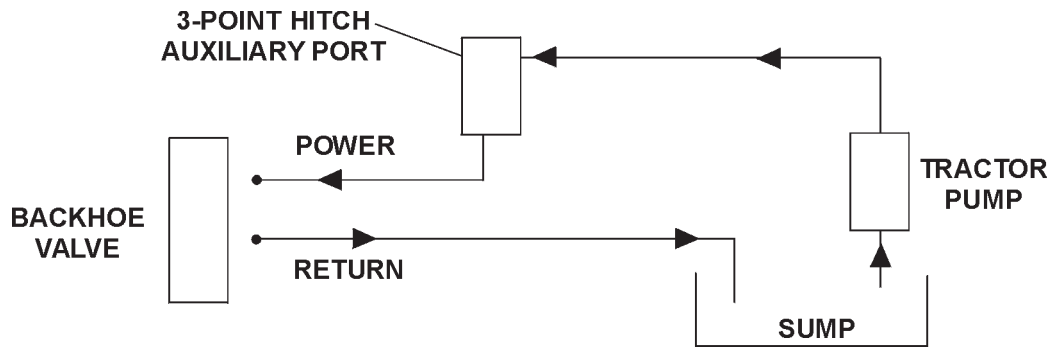 3-POINT HITCH
AUXILIARY PORT
POWER
TRACTOR
PUMP
BACKHOE
VALVE
RETURN
SUMP